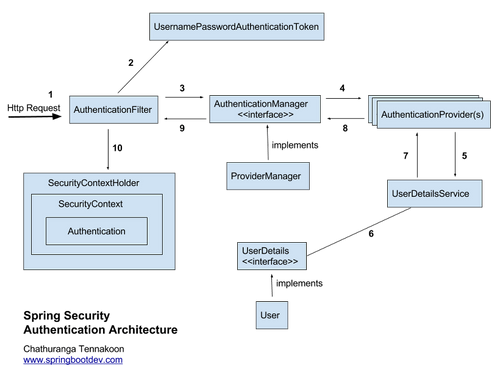 UsernamePasswordAuthenticationToken
2
1
3
4
Http Request
AuthenticationFilter
AuthenticationManager
<<interface>>
AuthenticationProvider(s)
9
8
10
implements
7
5
SecurityContextHolder
ProviderManager
UserDetailsService
SecurityContext
Authentication
6
UserDetails
<<interface>>
implements
User
Spring Security
Authentication Architecture
Chathuranga Tennakoon
www.springbootdev.com